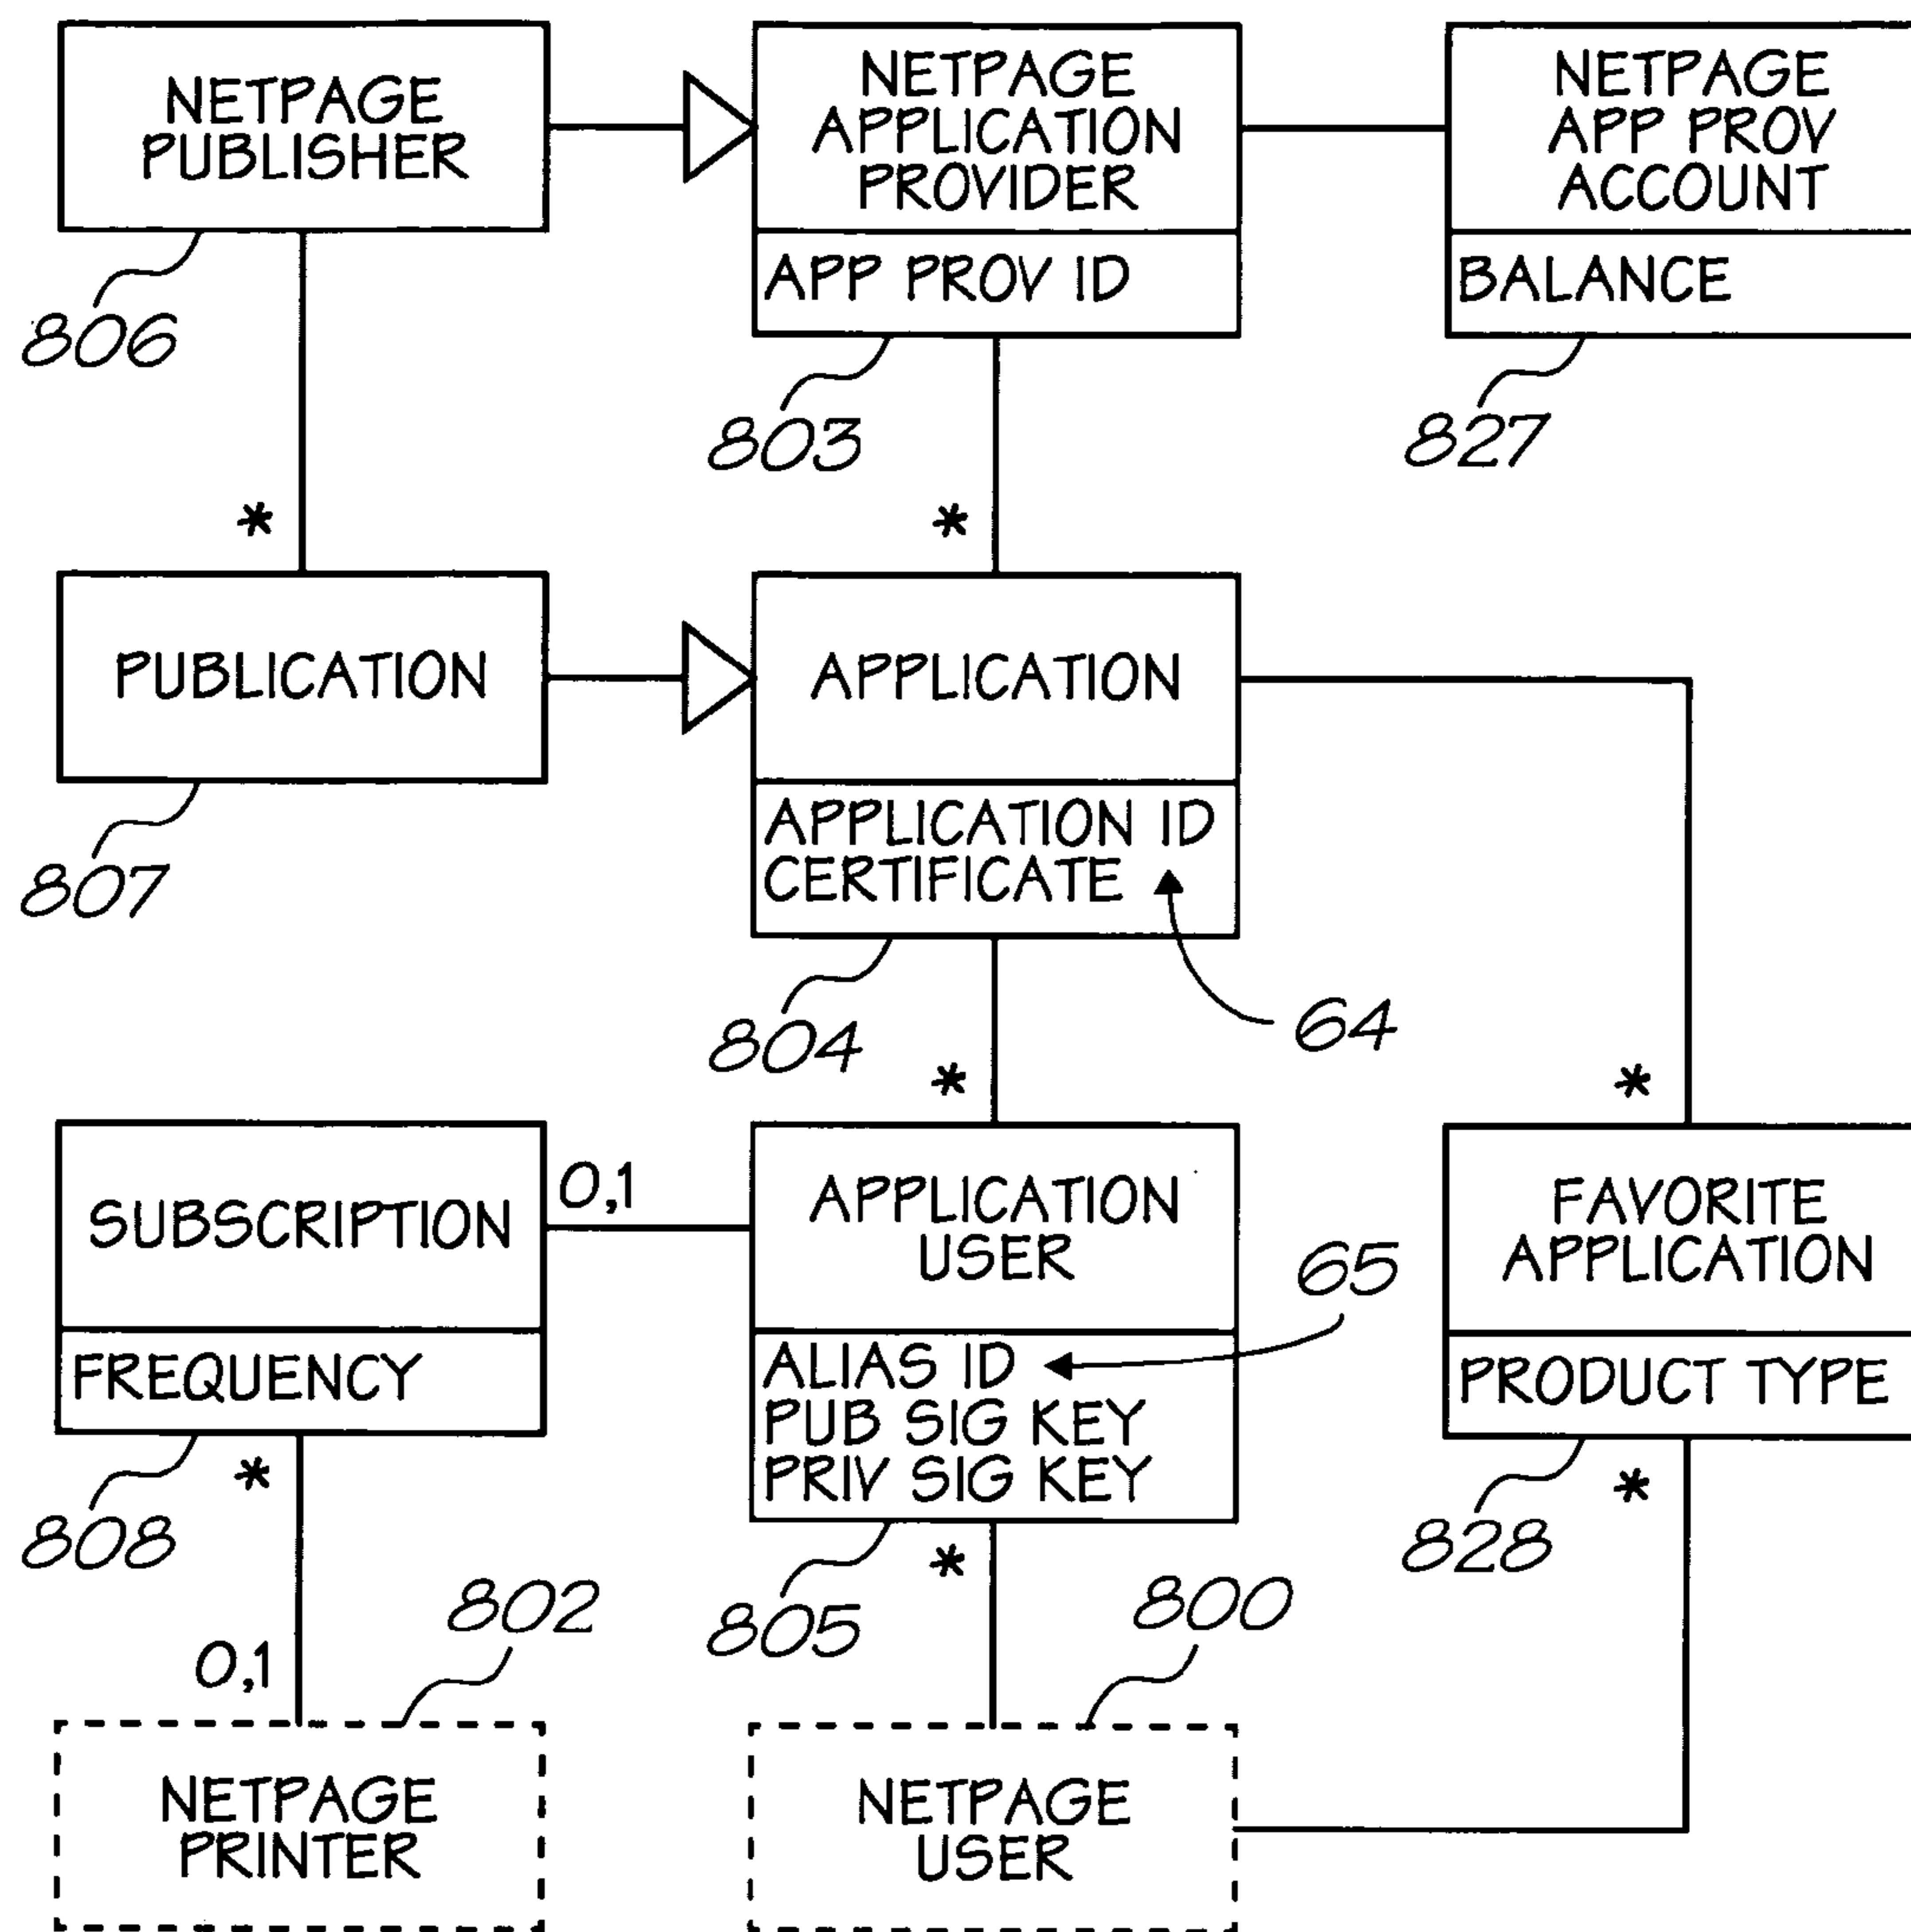 NETPAGE
PUBLISHER
NETPAGE
APPLICATION
PROVIDER
APP PROV ID
NETPAGE
APP PROV
ACCOUNT
BALANCE
806
803
827
*
*
PUBLICATION
APPLICATION
APPLICATION ID
CERTIFICATE
807
804
64
*
*
SUBSCRIPTION
FREQUENCY
0,1
APPLICATION
USER
ALIAS ID
PUB SIG KEY
PRIV SIG KEY
65
FAVORITE
APPLICATION
PRODUCT TYPE
808
*
805
*
828
*
802
800
0,1
NETPAGE
PRINTER
NETPAGE
USER